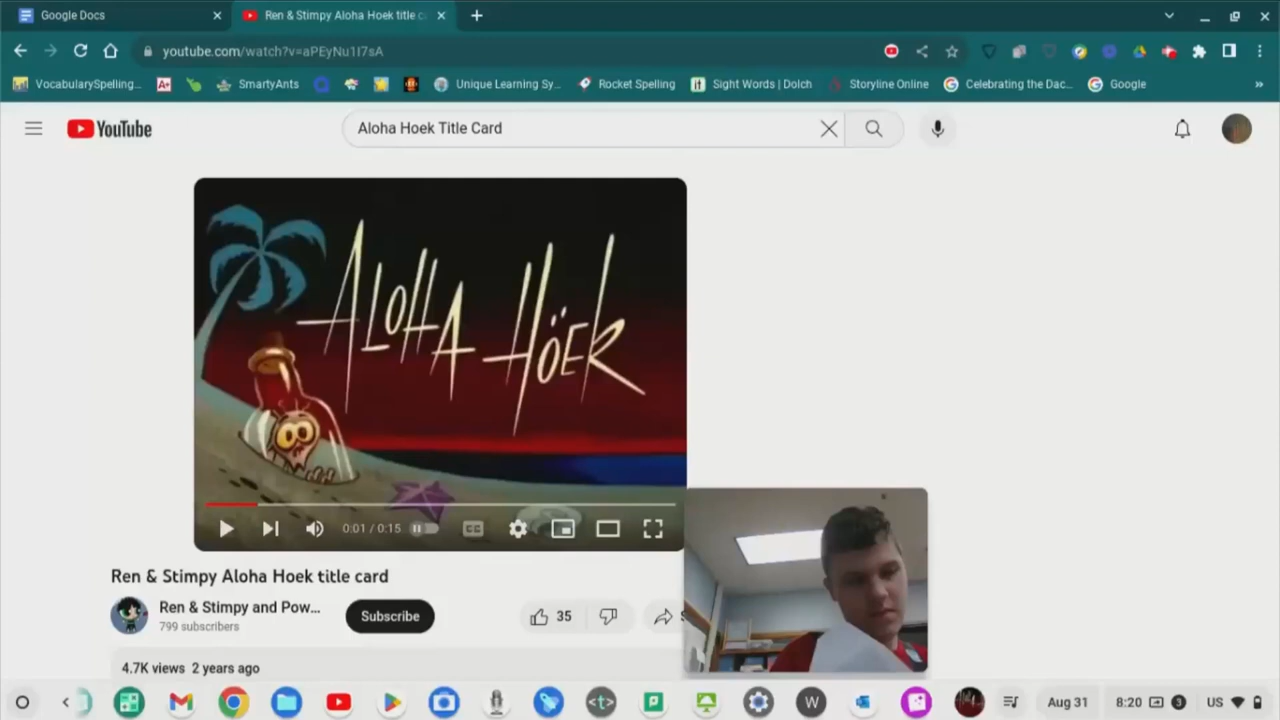 Google Docs
Ren & Stimpy Aloha Hoek title c
youtube.com/watch?v=aPEyNu1I7sA
VocabularySpelling...
A+
SmartyAnts
Unique Learning Sy...
Rocket Spelling
Sight Words | Dolch
Storyline Online
Celebrating the Dac...
Google
»
YouTube
Aloha Hoek Title Card
ALOHA HÖEK
0:01 / 0:15
CC
Ren & Stimpy Aloha Hoek title card
Ren & Stimpy and Pow...
799 subscribers
Subscribe
35
4.7K views 2 years ago
<t>
W
Aug 31
8:20
3
US